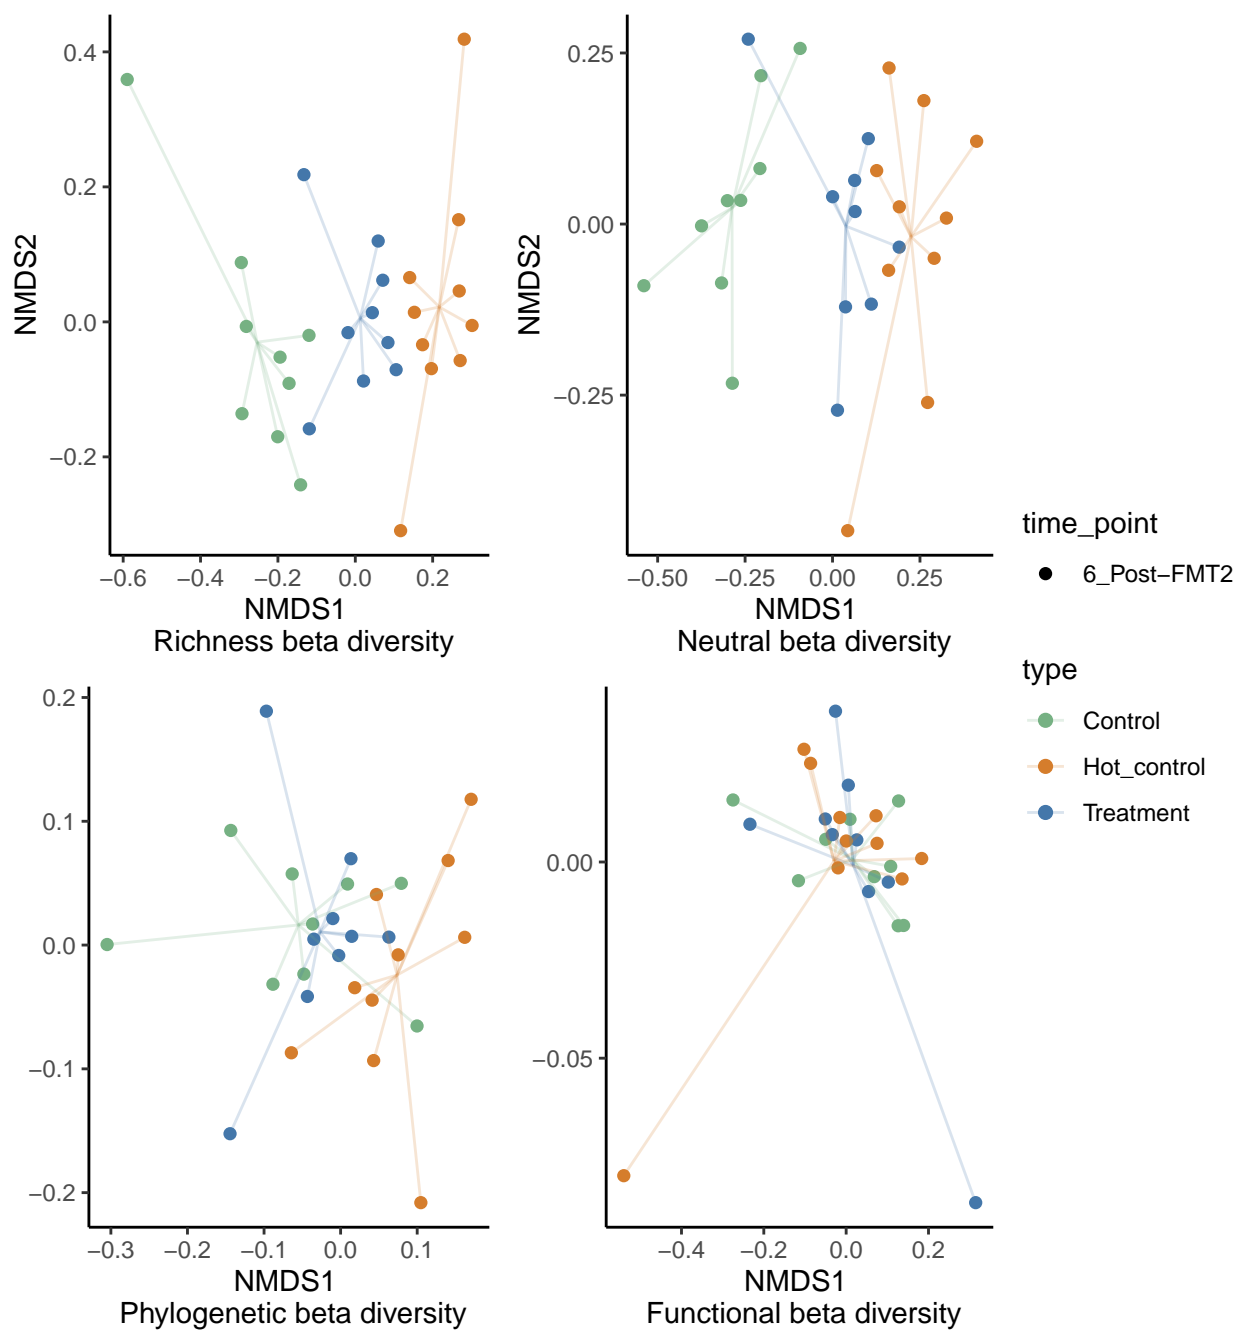 0.4
0.2
0.0
−0.2
NMDS2
−0.6
−0.4
−0.2
0.0
0.2
NMDS1
Richness beta diversity
0.25
0.00
−0.25
NMDS2
−0.50
−0.25
0.00
0.25
NMDS1
Neutral beta diversity
time_point
6_Post−FMT2
type
Control
Hot_control
Treatment
0.2
0.1
0.0
−0.1
−0.2
−0.3
−0.2
−0.1
0.0
0.1
NMDS1
Phylogenetic beta diversity
0.00
−0.05
−0.4
−0.2
0.0
0.2
NMDS1
Functional beta diversity